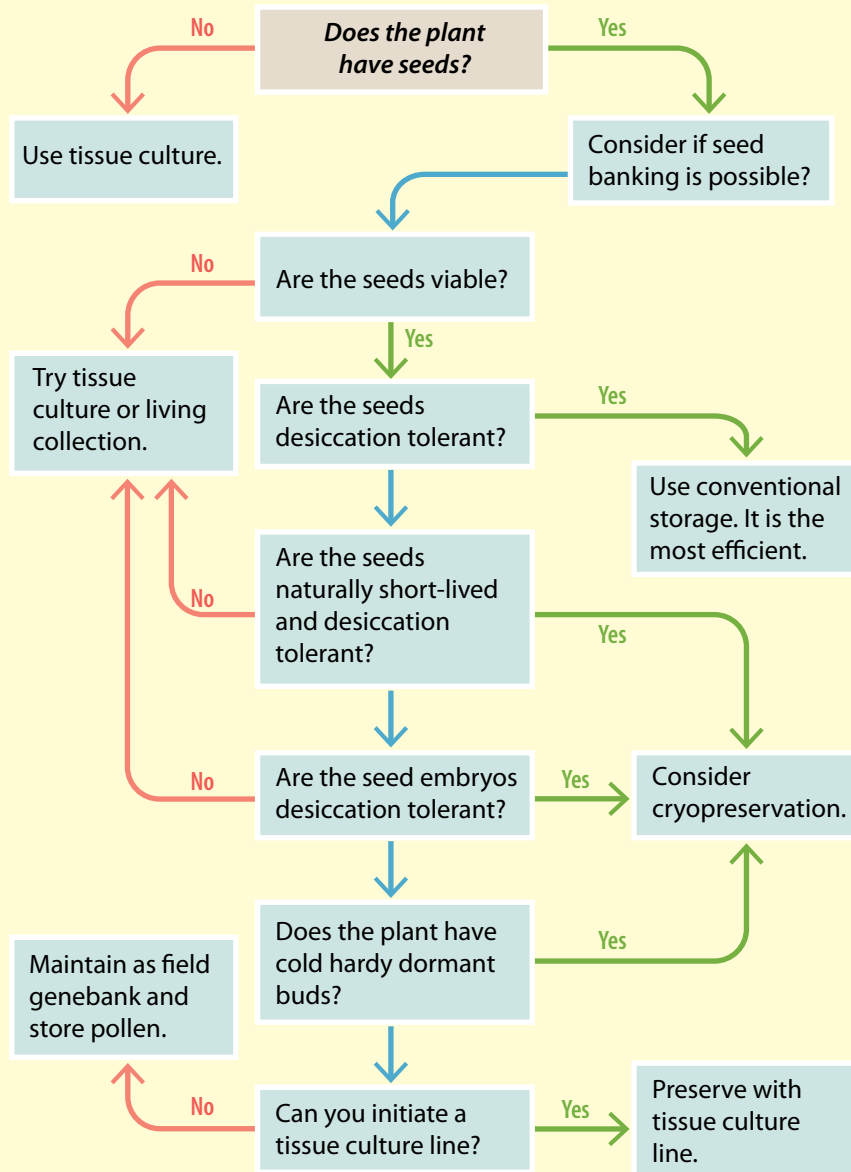 No
Does the plant
have seeds?
Yes
Use tissue culture.
Consider if seed
banking is possible?
No
Are the seeds viable?
Yes
Try tissue
culture or living
collection.
Are the seeds
desiccation tolerant?
Yes
Use conventional
storage. It is the
most efficient.
Are the seeds
naturally short-lived
and desiccation
tolerant?
No
Yes
Are the seed embryos
desiccation tolerant?
No
Yes
Consider
cryopreservation.
Does the plant have
cold hardy dormant
buds?
Yes
Maintain as field
genebank and
store pollen.
No
Can you initiate a
tissue culture line?
Yes
Preserve with
tissue culture
line.